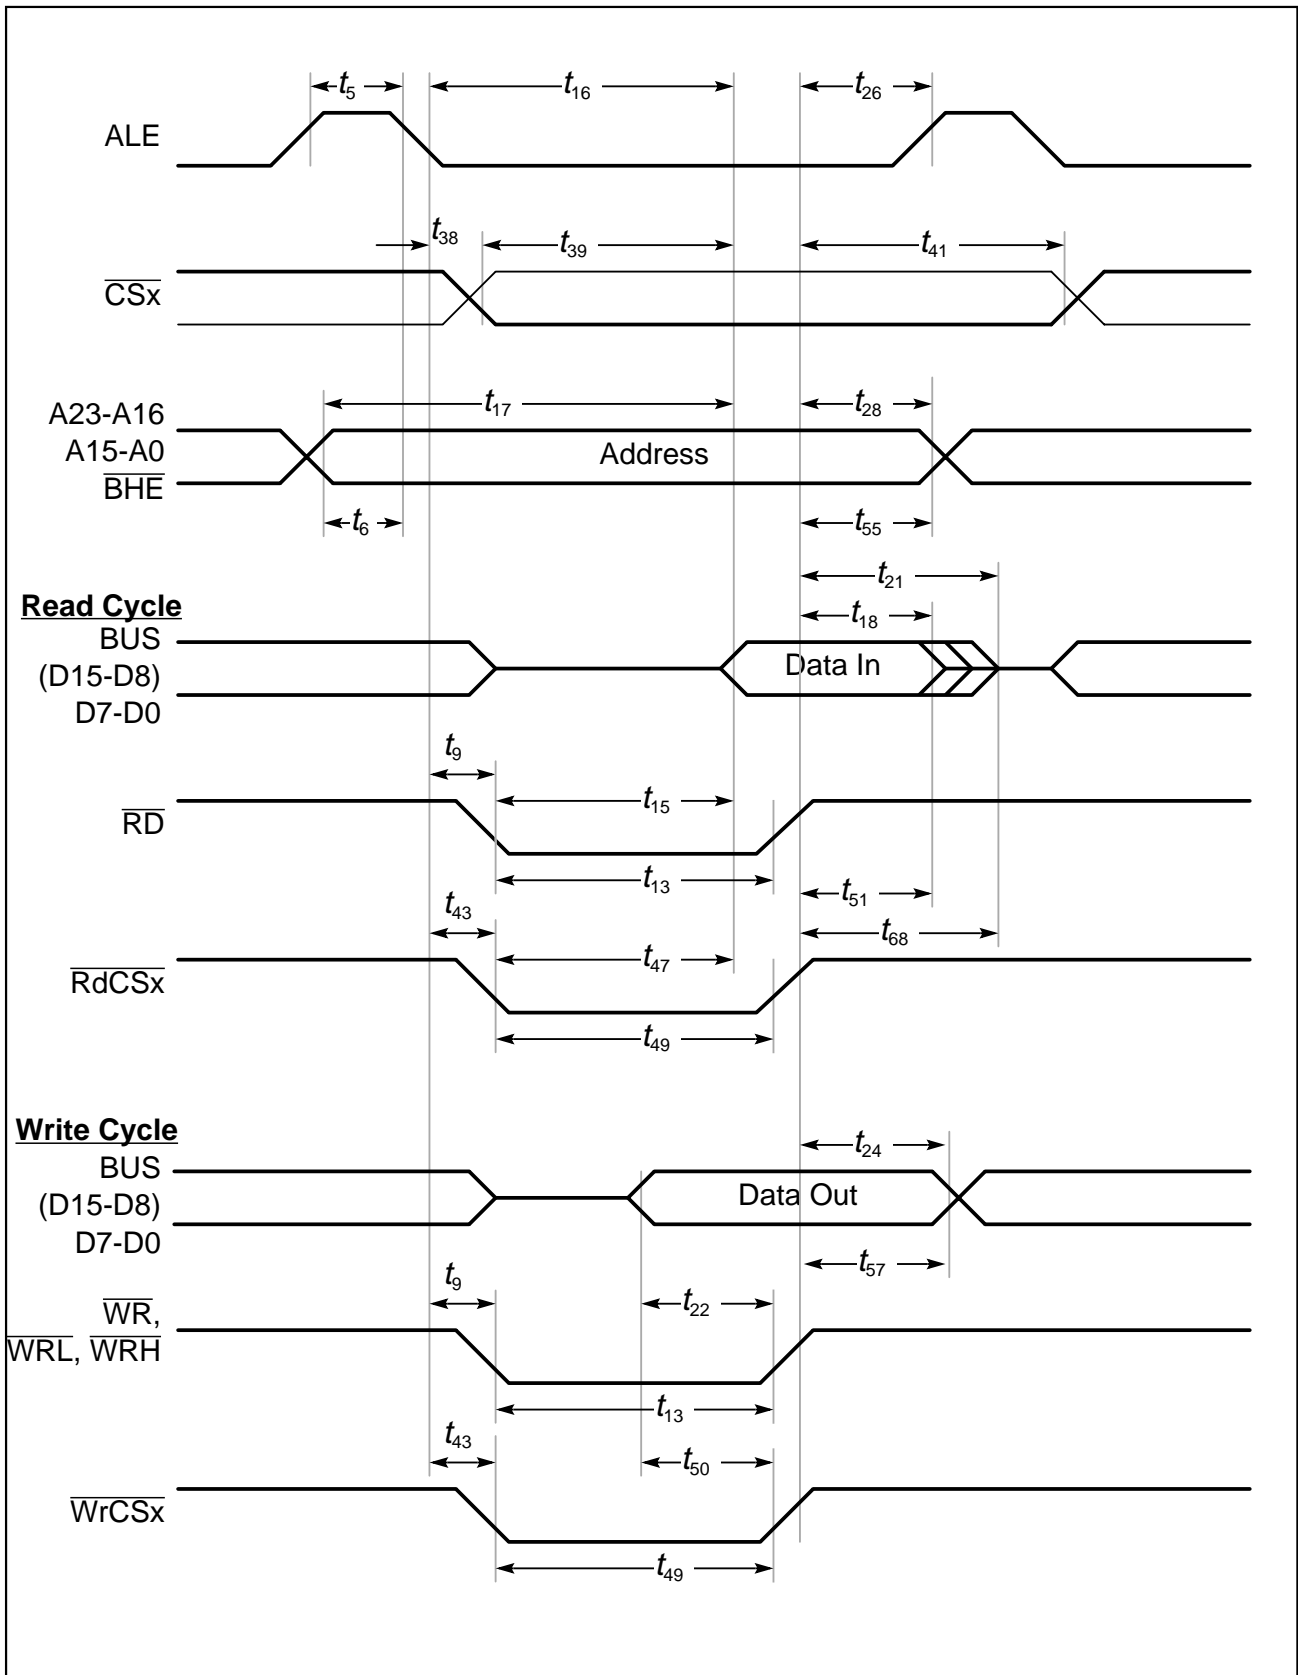 t5
t16
t26
ALE
t38
t39
t41
CSx
t17
t28
A23-A16
A15-A0
BHE
Address
t6
t55
t21
Read Cycle
t18
BUS
(D15-D8)
D7-D0
Data In
t9
t15
RD
t13
t51
t43
t68
t47
RdCSx
t49
Write Cycle
t24
BUS
(D15-D8)
D7-D0
Data Out
t57
t9
t22
WR,
WRL, WRH
t13
t43
t50
WrCSx
t49